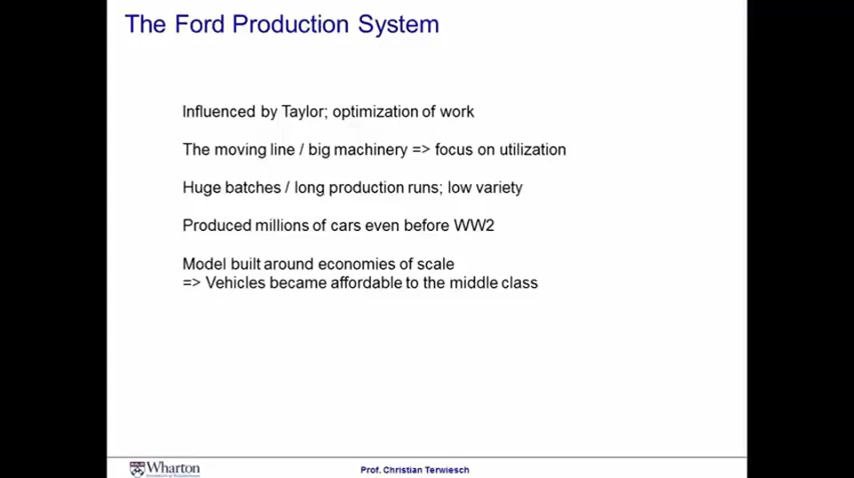 The Ford Production System
Influenced by Taylor; optimization of work
The moving line / big machinery => focus on utilization
Huge batches / long production runs; low variety
Produced millions of cars even before WW2
Model built around economies of scale
=> Vehicles became affordable to the middle class
Wharton
Prof. Christian Terwiesch